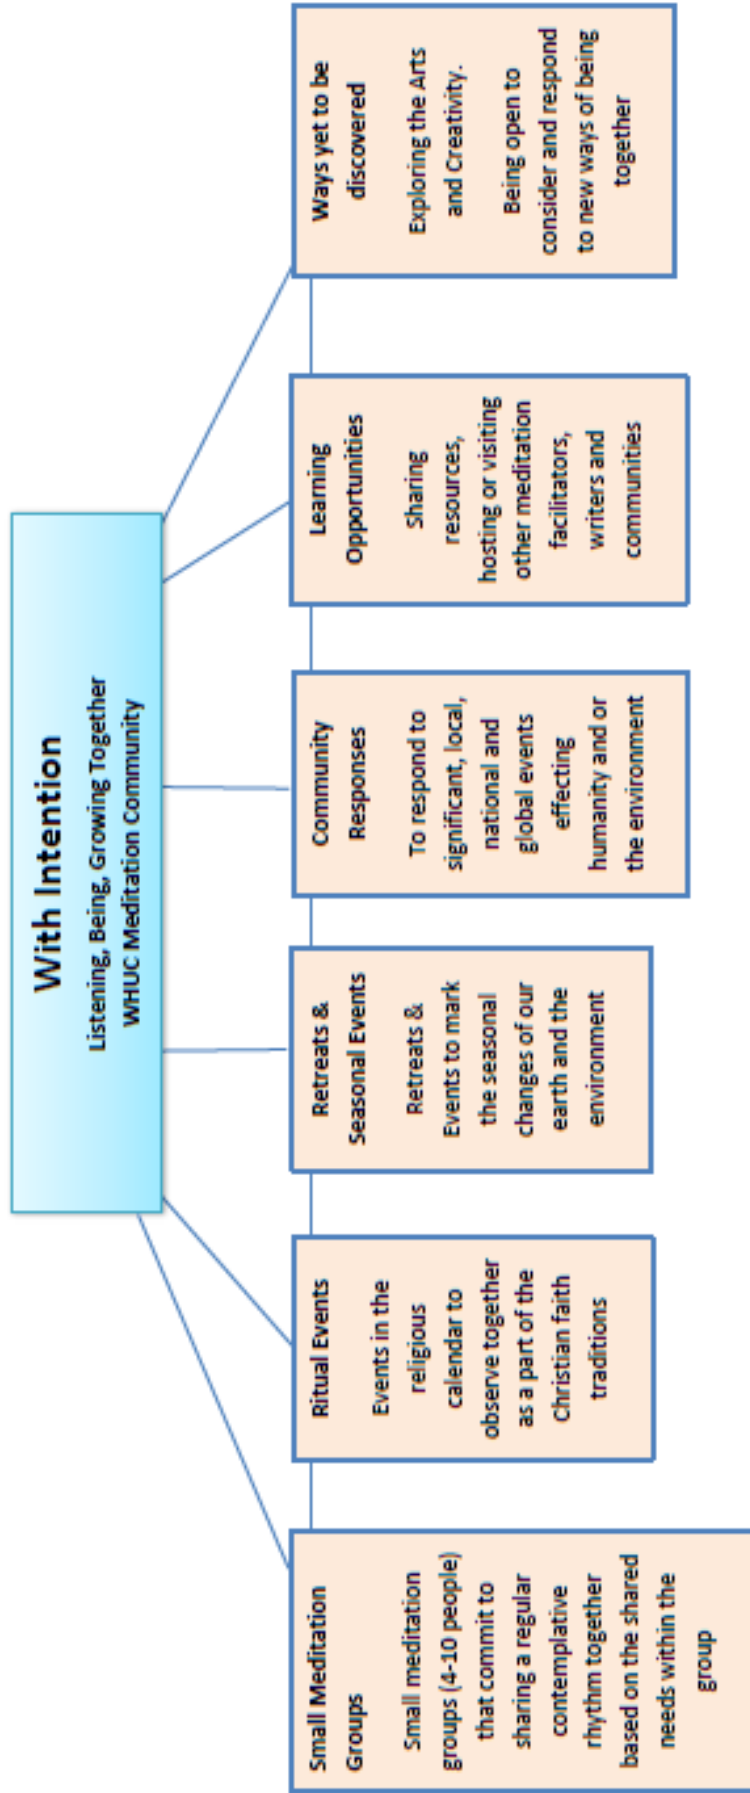 With Intention
Listening, Being, Growing Together
WHUC Meditation Community
Small Meditation
Groups
Small meditation
groups (4-10 people)
that commit to
sharing a regular
contemplative
rhythm together
based on the shared
needs within the
group
Ritual Events
Events in the
religious
calendar to
observe together
as a part of the
Christian faith
traditions
Retreats &
Seasonal Events
Retreats &
Events to mark
the seasonal
changes of our
earth and the
environment
Community
Responses
To respond to
significant, local,
national and
global events
effecting
humanity and or
the environment
Learning
Opportunities
Sharing
resources,
hosting or visiting
other meditation
facilitators,
writers and
communities
Ways yet to be
discovered
Exploring the Arts
and Creativity.
Being open to
consider and respond
to new ways of being
together